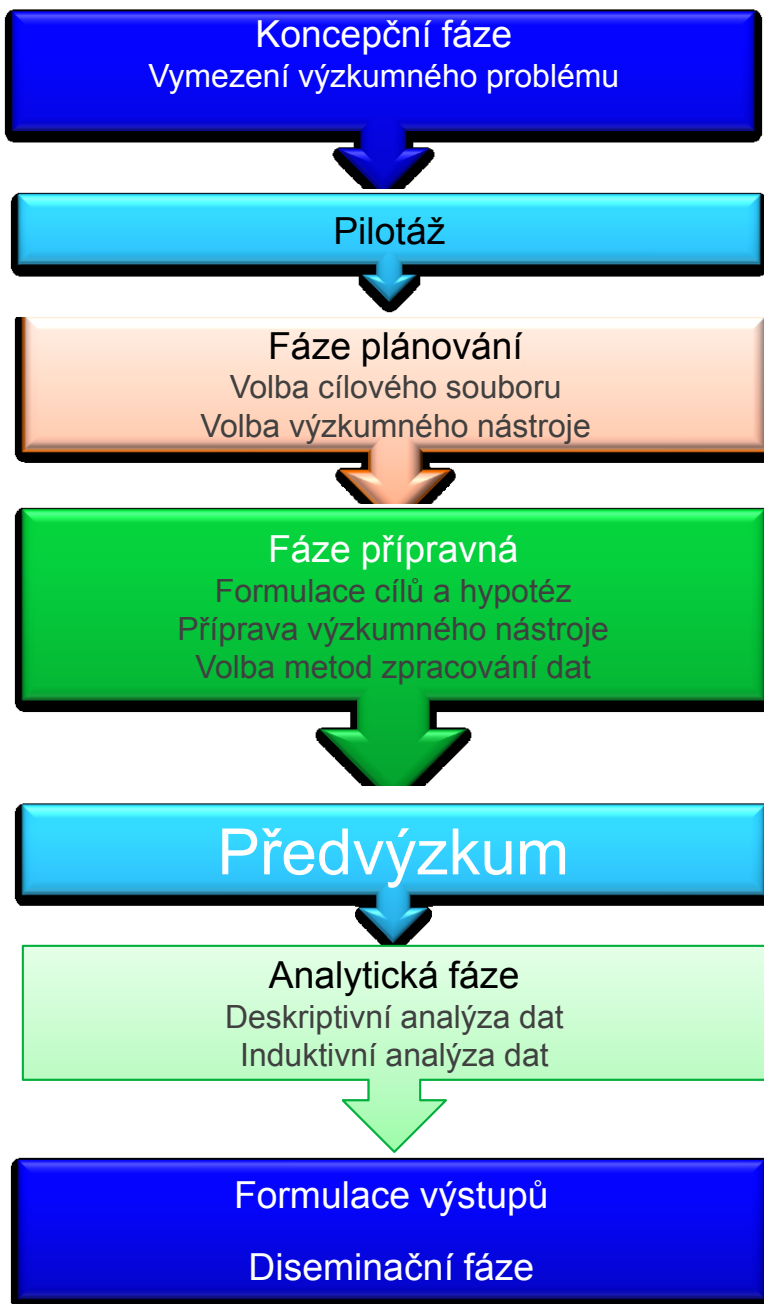 Koncepční fáze
Vymezení výzkumného problému
Pilotáž
Fáze plánování
Volba cílového souboru
Volba výzkumného nástroje
Fáze přípravná
Formulace cílů a hypotéz
Příprava výzkumného nástroje
Volba metod zpracování dat
Předvýzkum
Analytická fáze
Deskriptivní analýza dat
Induktivní analýza dat
Formulace výstupů
Diseminační fáze